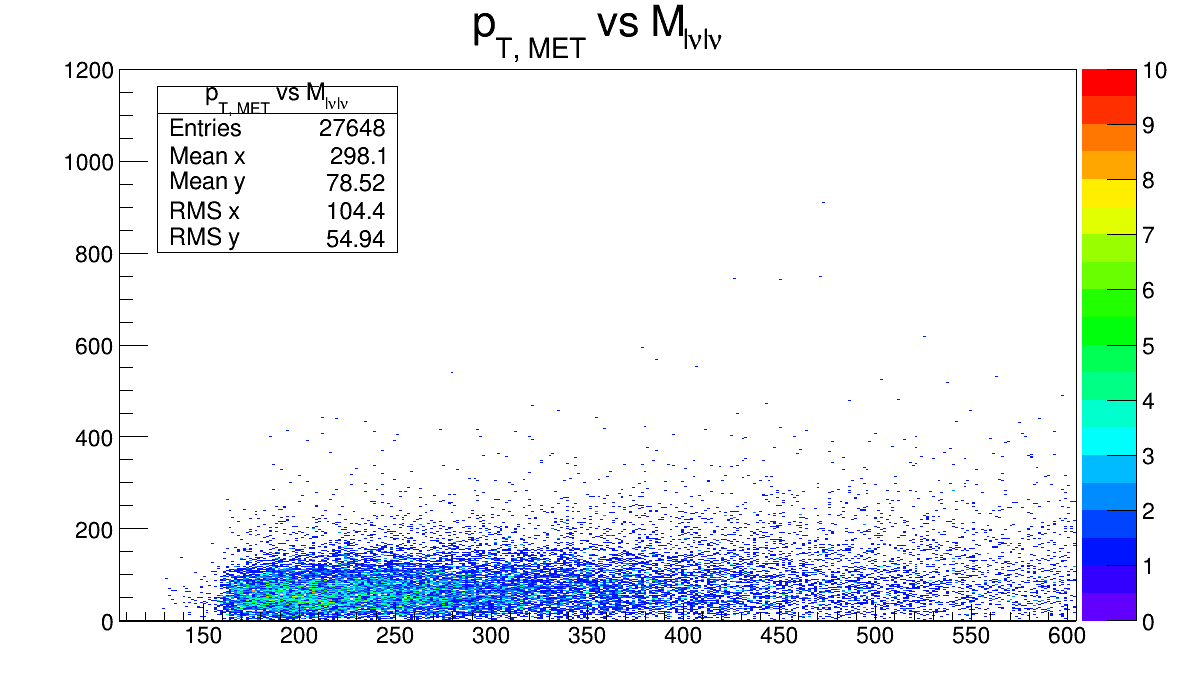 p_T, MET vs M_lνlν
p_T, MET vs M_lνlν
Entries 27648
Mean x 298.1
Mean y 78.52
RMS x 104.4
RMS y 54.94
1200
1000
800
600
400
200
0
150 200 250 300 350 400 450 500 550 600
10
9
8
7
6
5
4
3
2
1
0